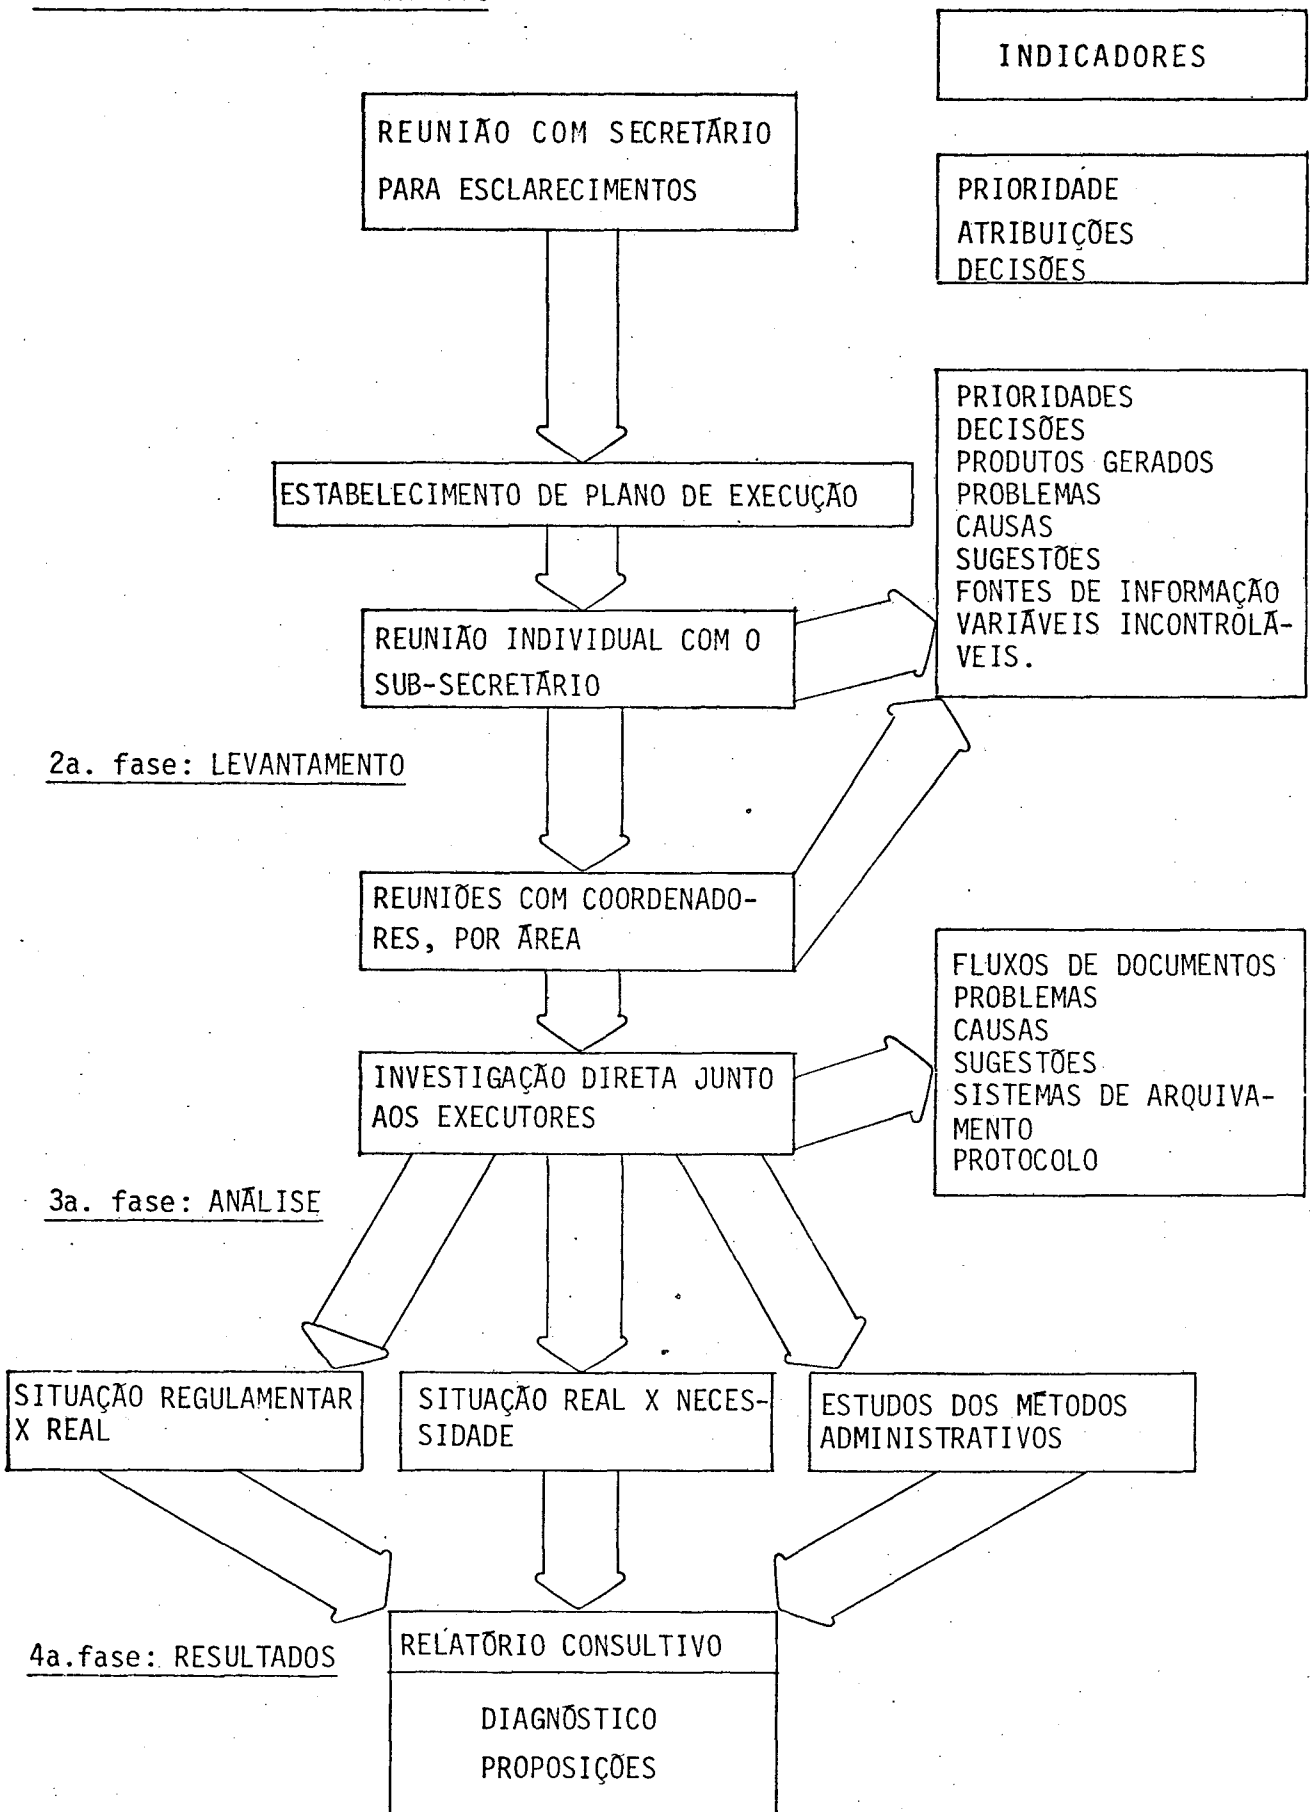 INDICADORES
REUNIÃO COM SECRETÁRIO
PARA ESCLARECIMENTOS
PRIORIDADE
ATRIBUIÇÕES
DECISÕES
PRIORIDADES
DECISÕES
PRODUTOS GERADOS
PROBLEMAS
CAUSAS
SUGESTÕES
FONTES DE INFORMAÇÃO
VARIÁVEIS INCONTROLÁ-
VEIS.
ESTABELECIMENTO DE PLANO DE EXECUÇÃO
REUNIÃO INDIVIDUAL COM O
SUB-SECRETÁRIO
2a. fase: LEVANTAMENTO
REUNIÕES COM COORDENADO-
RES, POR ÁREA
FLUXOS DE DOCUMENTOS
PROBLEMAS
CAUSAS
SUGESTÕES
SISTEMAS DE ARQUIVA-
MENTO
PROTOCOLO
INVESTIGAÇÃO DIRETA JUNTO
AOS EXECUTORES
3a. fase: ANÁLISE
SITUAÇÃO REGULAMENTAR
X REAL
SITUAÇÃO REAL X NECES-
SIDADE
ESTUDOS DOS MÉTODOS
ADMINISTRATIVOS
4a.fase: RESULTADOS
RELATÓRIO CONSULTIVO
DIAGNÓSTICO
PROPOSIÇÕES